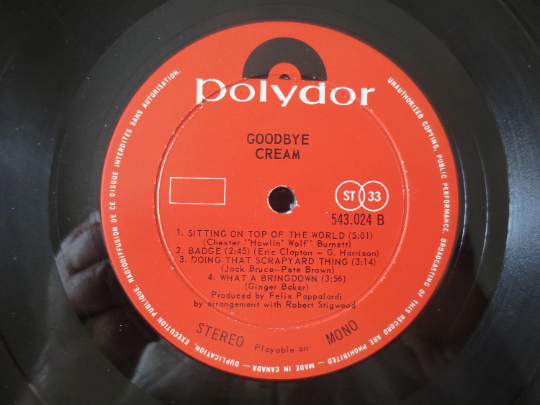 polydor
GOODBYE
CREAM
ST 33
543.024 B
1. SITTING ON TOP OF THE WORLD (5:01)
(Chester "Howlin' Wolf" Burnett)
2. BADGE (2:45) (Eric Clapton - G. Harrison)
3. DOING THAT SCRAPYARD THING (3:14)
(Jack Bruce-Pete Brown)
4. WHAT A BRINGDOWN (3:56)
(Ginger Baker)
Produced by Felix Pappalardi
by arrangement with Robert Stigwood
STEREO Playable on MONO
UNAUTHORIZED COPYING, PUBLIC PERFORMANCE, BROADCASTING OF THIS RECORD ARE PROHIBITED — MADE IN CANADA — DUPLICATION, EXECUTION PUBLIQUE, RADIODIFFUSION DE CE DISQUE INTERDITES SANS AUTORISATION.